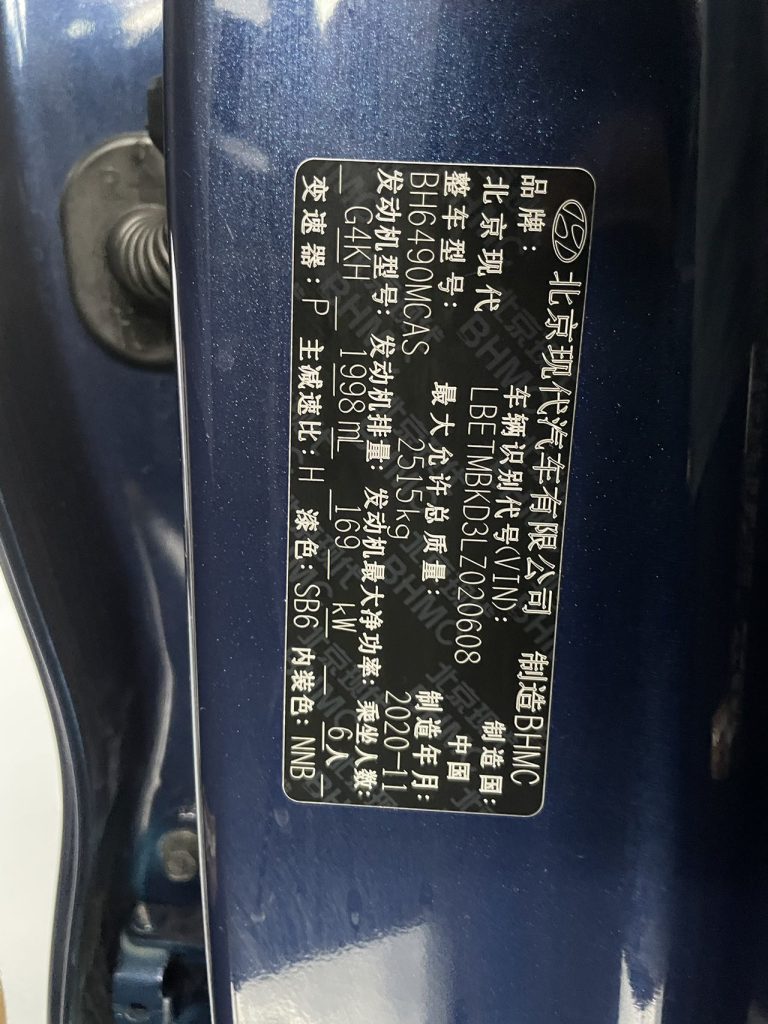 北京现代汽车有限公司 制造BHMC
品牌: 车辆识别代号(VIN): 制造国:
北京现代 LBETMBKD3LZ020608 中国
整车型号: 最大允许总质量: 制造年月:
BH6490MCAS 2515kg 2020-11
发动机型号: 发动机排量: 发动机最大净功率: 乘坐人数:
G4KH 1998mL 169 kW 6人
变速器: P 主减速比: H 漆色: SB6 内装色: NNB